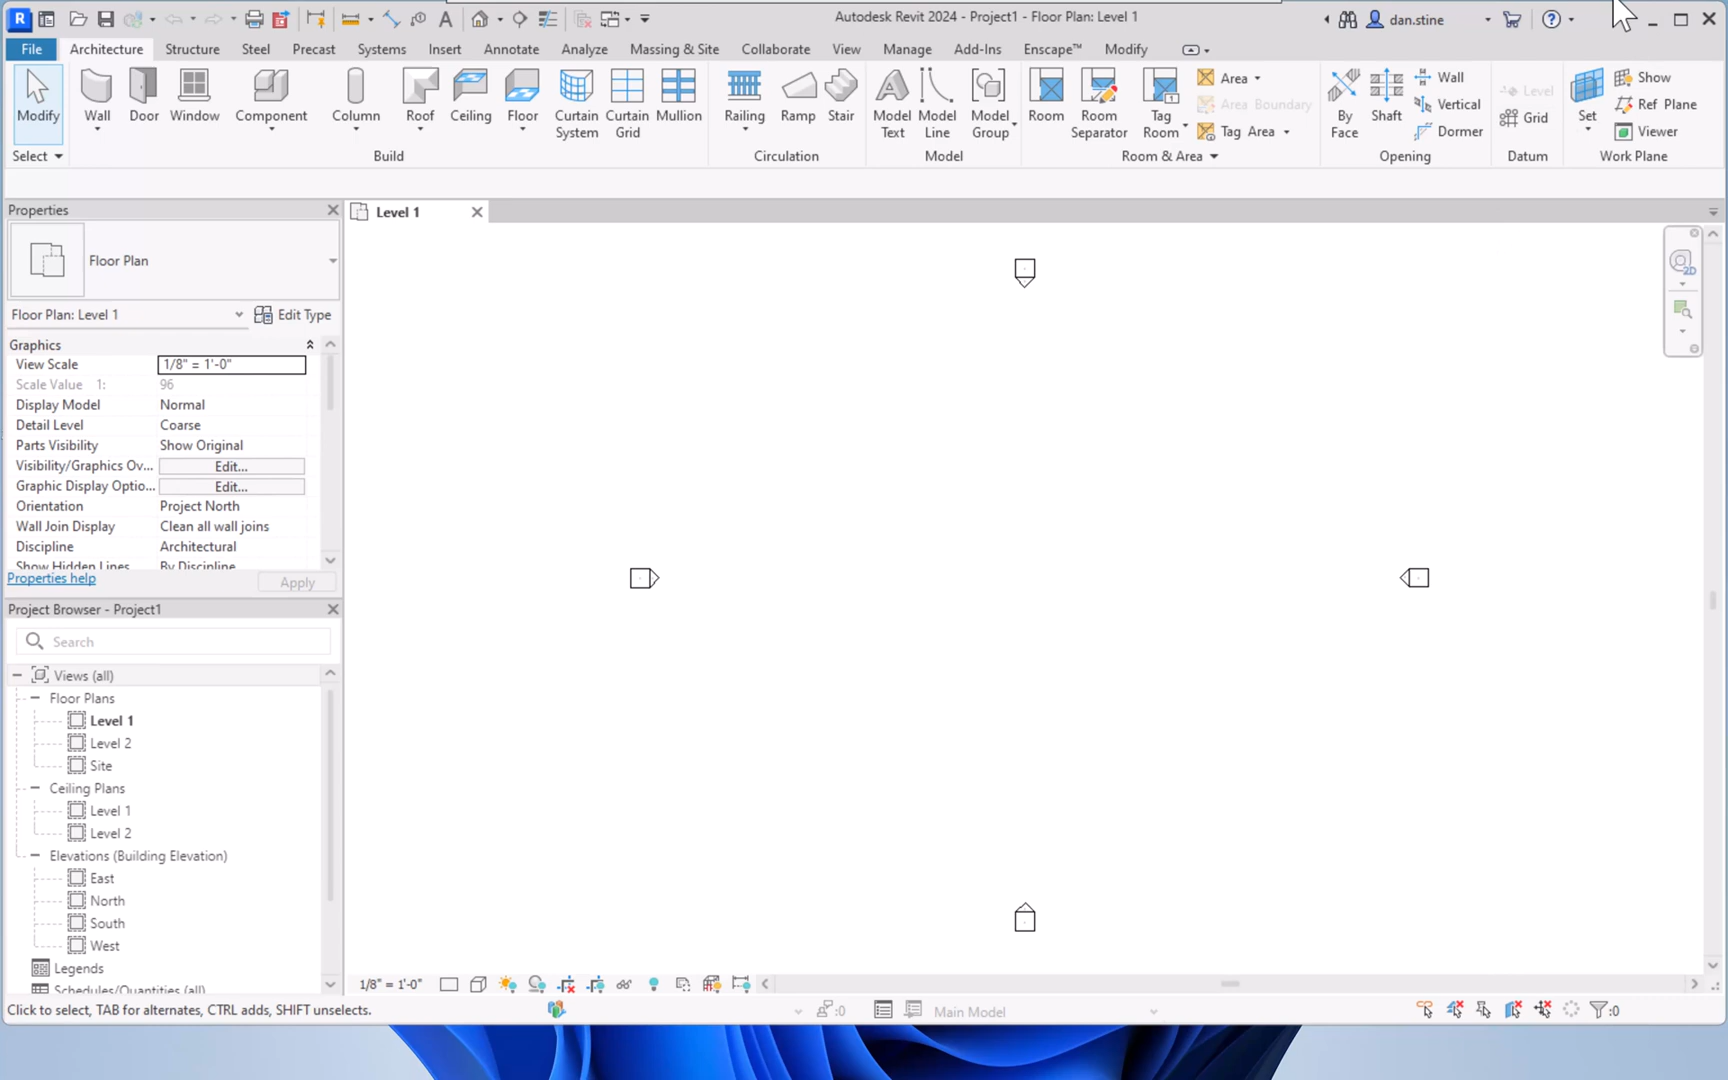 R
Autodesk Revit 2024 - Project1 - Floor Plan: Level 1
dan.stine
File Architecture Structure Steel Precast Systems Insert Annotate Analyze Massing & Site Collaborate View Manage Add-Ins Enscape™ Modify
Modify
Wall
Door
Window
Component
Column
Roof
Ceiling
Floor
Curtain
System
Curtain
Grid
Mullion
Railing
Ramp
Stair
Model
Text
Model
Line
Model
Group
Room
Room
Separator
Tag
Room
Area
Area Boundary
Tag Area
By
Face
Shaft
Wall
Vertical
Dormer
Level
Grid
Set
Show
Ref Plane
Viewer
Select
Build
Circulation
Model
Room & Area
Opening
Datum
Work Plane
Properties
Floor Plan
Floor Plan: Level 1
Edit Type
Graphics
View Scale 1/8" = 1'-0"
Scale Value 1: 96
Display Model Normal
Detail Level Coarse
Parts Visibility Show Original
Visibility/Graphics Ov... Edit...
Graphic Display Optio... Edit...
Orientation Project North
Wall Join Display Clean all wall joins
Discipline Architectural
Show Hidden Lines By Discipline
Properties help
Apply
Project Browser - Project1
Search
Views (all)
Floor Plans
Level 1
Level 2
Site
Ceiling Plans
Level 1
Level 2
Elevations (Building Elevation)
East
North
South
West
Legends
Schedules/Quantities (all)
Level 1
2D
1/8" = 1'-0"
Click to select, TAB for alternates, CTRL adds, SHIFT unselects.
:0
Main Model
:0